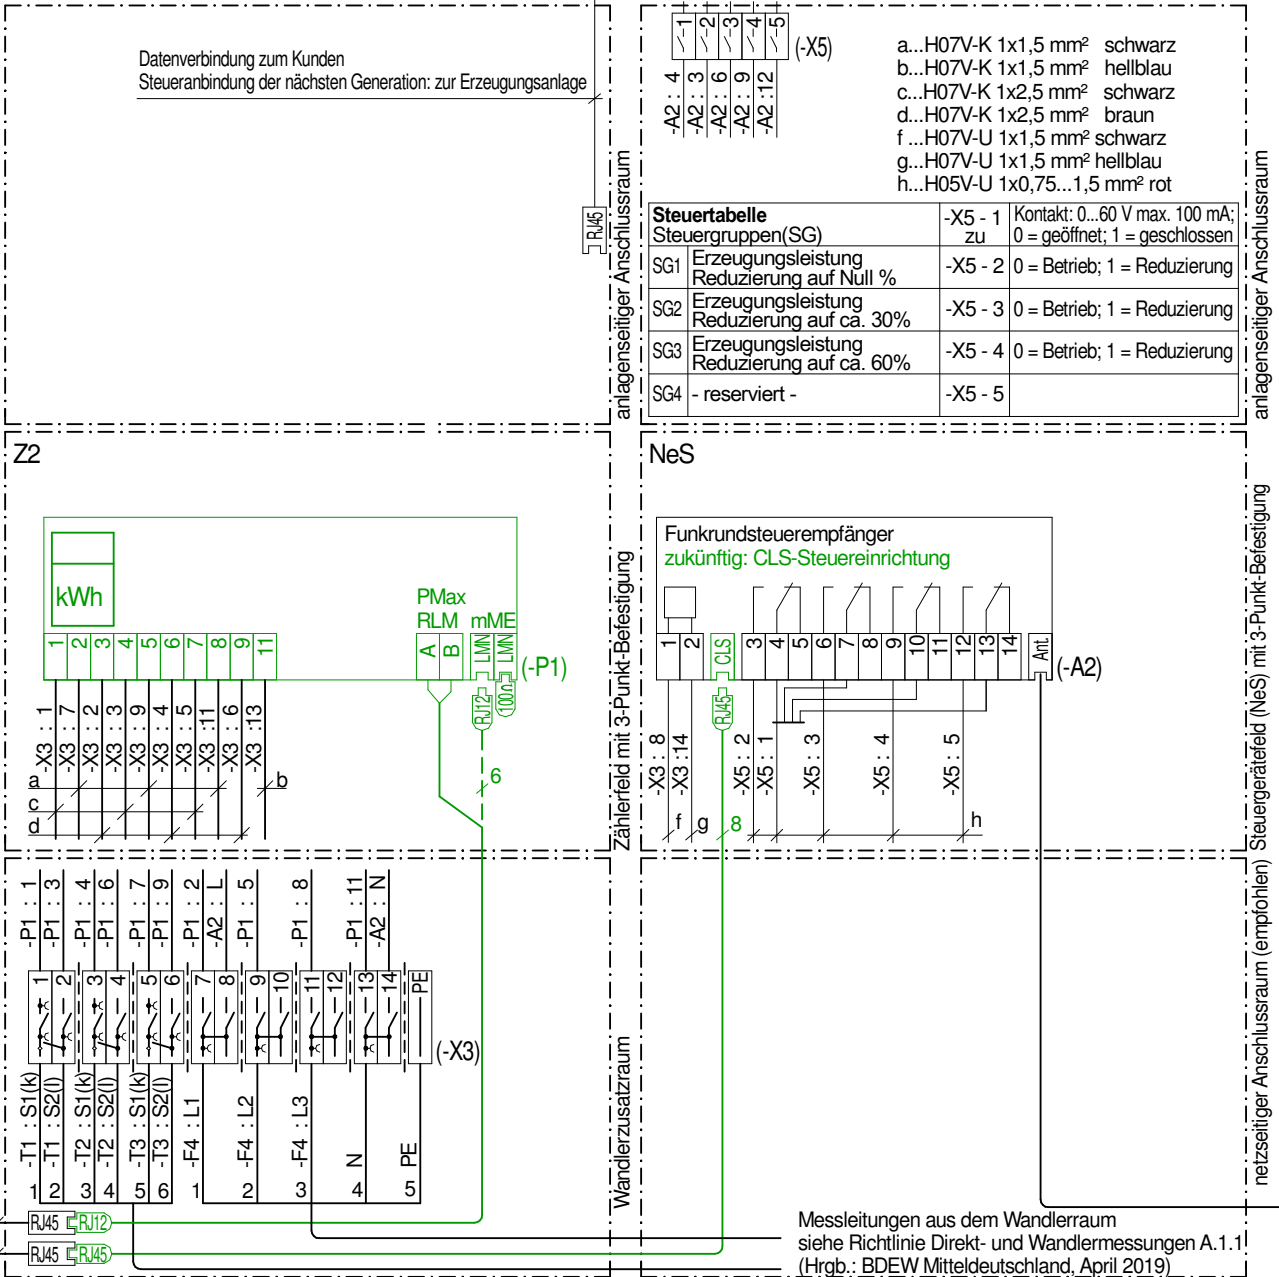 Datenverbindung zum Kunden
Steueranbindung der nächsten Generation: zur Erzeugungsanlage
RJ45
anlagenseitiger Anschlussraum
1 2 3 4 5
(-X5)
-A2 : 4
-A2 : 3
-A2 : 6
-A2 : 9
-A2 :12
a...H07V-K 1x1,5 mm² schwarz
b...H07V-K 1x1,5 mm² hellblau
c...H07V-K 1x2,5 mm² schwarz
d...H07V-K 1x2,5 mm² braun
f ...H07V-U 1x1,5 mm² schwarz
g...H07V-U 1x1,5 mm² hellblau
h...H05V-U 1x0,75...1,5 mm² rot
Steuertabelle
Steuergruppen(SG)
-X5 - 1
zu
Kontakt: 0...60 V max. 100 mA;
0 = geöffnet; 1 = geschlossen
SG1 Erzeugungsleistung
Reduzierung auf Null % -X5 - 2 0 = Betrieb; 1 = Reduzierung
SG2 Erzeugungsleistung
Reduzierung auf ca. 30% -X5 - 3 0 = Betrieb; 1 = Reduzierung
SG3 Erzeugungsleistung
Reduzierung auf ca. 60% -X5 - 4 0 = Betrieb; 1 = Reduzierung
SG4 - reserviert - -X5 - 5
anlagenseitiger Anschlussraum
Z2
kWh
PMax
RLM mME
1 2 3 4 5 6 7 8 9 11
A B LMN LMN
(-P1)
RJ12 100Ω
-X3 : 1
-X3 : 7
-X3 : 2
-X3 : 3
-X3 : 9
-X3 : 4
-X3 : 5
-X3 :11
-X3 : 6
-X3 :13
a
b
c
d
6
Zählerfeld mit 3-Punkt-Befestigung
NeS
Funkrundsteuerempfänger
zukünftig: CLS-Steuereinrichtung
1 2 CLS 3 4 5 6 7 8 9 10 11 12 13 14 Ant.
(-A2)
RJ45
-X3 : 8
-X3 :14
-X5 : 2
-X5 : 1
-X5 : 3
-X5 : 4
-X5 : 5
f g 8 h
Steuergerätefeld (NeS) mit 3-Punkt-Befestigung
-P1 : 1
-P1 : 3
-P1 : 4
-P1 : 6
-P1 : 7
-P1 : 9
-P1 : 2
-A2 : L
-P1 : 5
-P1 : 8
-P1 : 11
-A2 : N
1 2 3 4 5 6 7 8 9 10 11 12 13 14 PE
(-X3)
-T1 : S1(k)
-T1 : S2(l)
-T2 : S1(k)
-T2 : S2(l)
-T3 : S1(k)
-T3 : S2(l)
-F4 : L1
-F4 : L2
-F4 : L3
N
PE
1 2 3 4 5 6 1 2 3 4 5
RJ45 RJ12
RJ45 RJ45
Wandlerzusatzraum
Messleitungen aus dem Wandlerraum
siehe Richtlinie Direkt- und Wandlermessungen A.1.1
(Hrgb.: BDEW Mitteldeutschland, April 2019)
netzseitiger Anschlussraum (empfohlen)